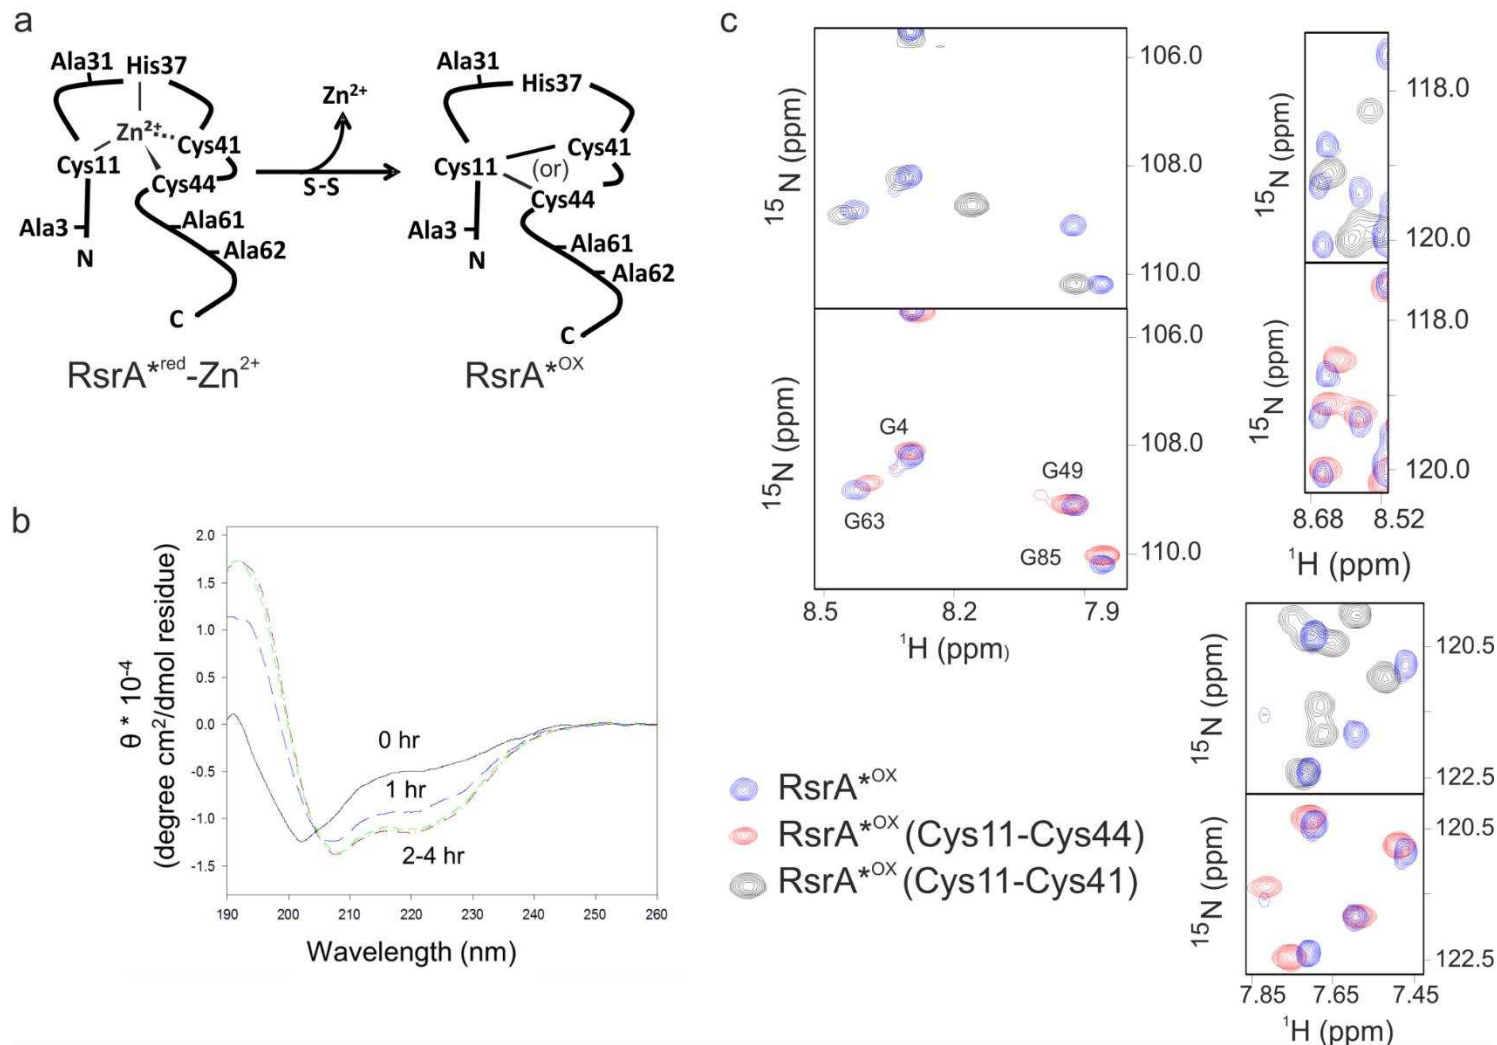 a
Ala31
His37
Zn2+
Cys41
Cys11
Cys44
Ala3
Ala61
N
Ala62
C
RsrA*red-Zn2+
Zn2+
S-S
Ala31
His37
Cys11
Cys41
(or)
Cys44
Ala3
Ala61
N
Ala62
C
RsrA*OX
b
θ * 10-4
(degree cm2/dmol residue)
2.0
1.5
1.0
0.5
0.0
-0.5
-1.0
-1.5
0 hr
1 hr
2-4 hr
190 200 210 220 230 240 250 260
Wavelength (nm)
c
106.0
108.0
110.0
15N (ppm)
106.0
108.0
110.0
15N (ppm)
G4
G63
G49
G85
8.5 8.2 7.9
1H (ppm)
118.0
120.0
15N (ppm)
118.0
120.0
15N (ppm)
8.68 8.52
1H (ppm)
120.5
122.5
15N (ppm)
120.5
122.5
15N (ppm)
7.85 7.65 7.45
1H (ppm)
RsrA*OX
RsrA*OX (Cys11-Cys44)
RsrA*OX (Cys11-Cys41)